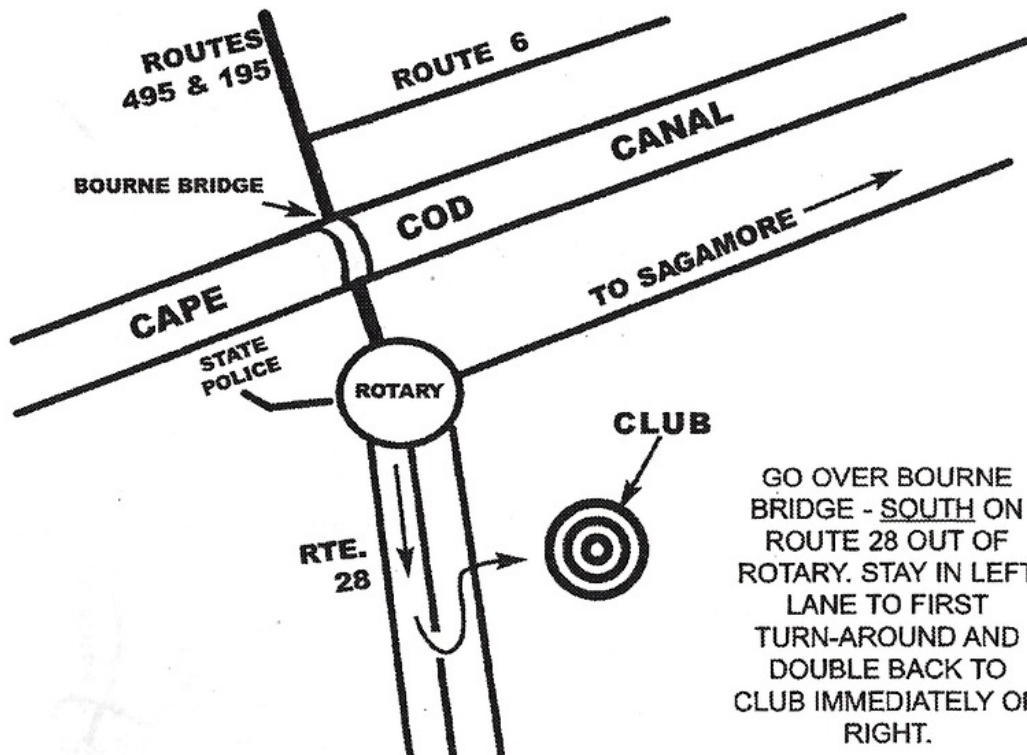 ROUTES
495 & 195
ROUTE 6
BOURNE BRIDGE
CAPE COD CANAL
TO SAGAMORE
STATE
POLICE
ROTARY
CLUB
RTE.
28
GO OVER BOURNE
BRIDGE - SOUTH ON
ROUTE 28 OUT OF
ROTARY. STAY IN LEFT
LANE TO FIRST
TURN-AROUND AND
DOUBLE BACK TO
CLUB IMMEDIATELY
RIGHT.